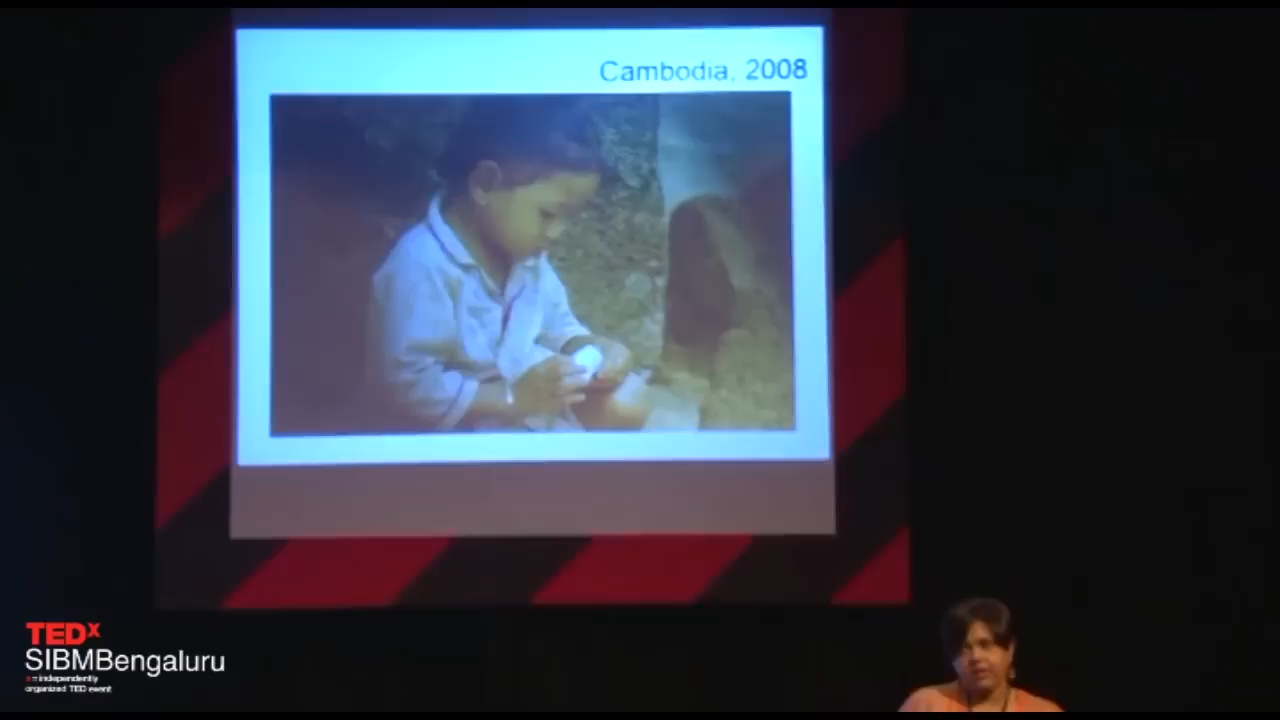 Cambodia, 2008
TEDx
SIBMBengaluru
x = independently
organized TED event